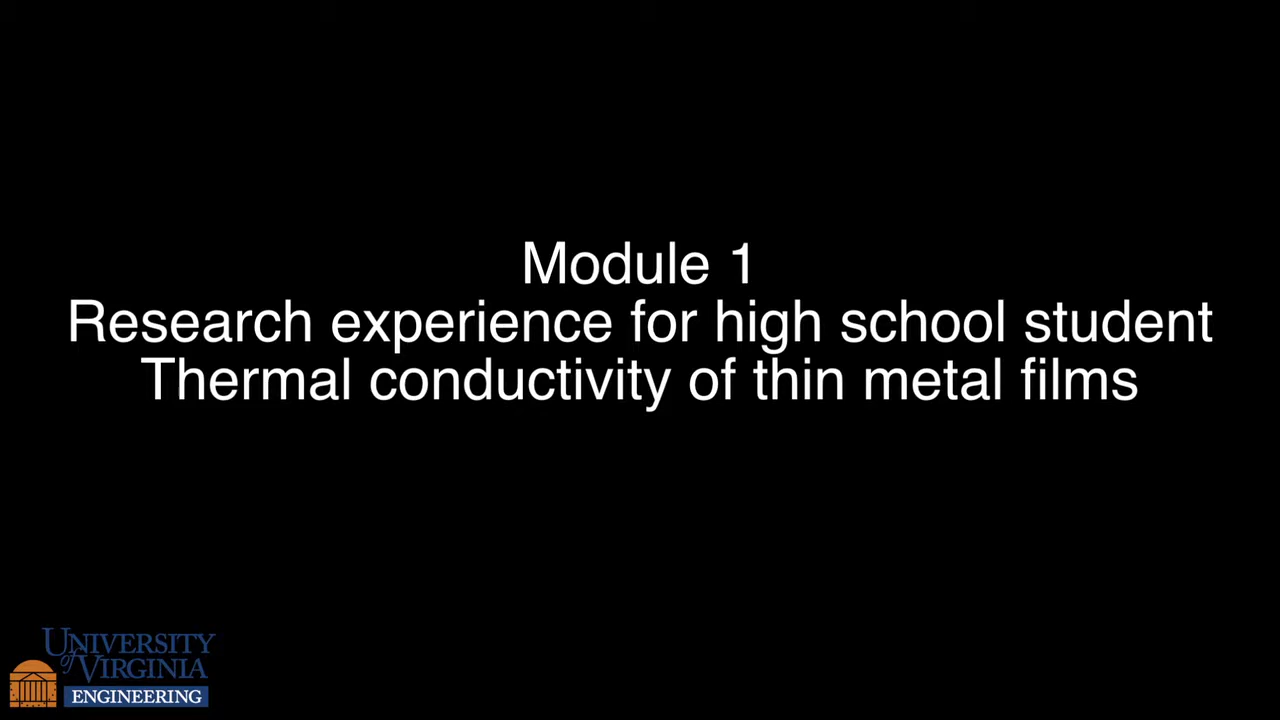 Module 1
Research experience for high school student
Thermal conductivity of thin metal films
UNIVERSITY
of VIRGINIA
ENGINEERING